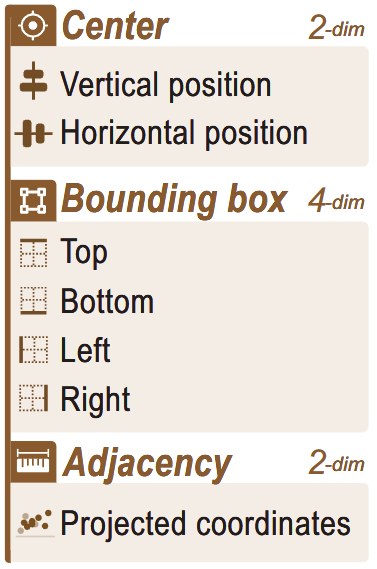 Center 2-dim
Vertical position
Horizontal position
Bounding box 4-dim
Top
Bottom
Left
Right
Adjacency 2-dim
Projected coordinates